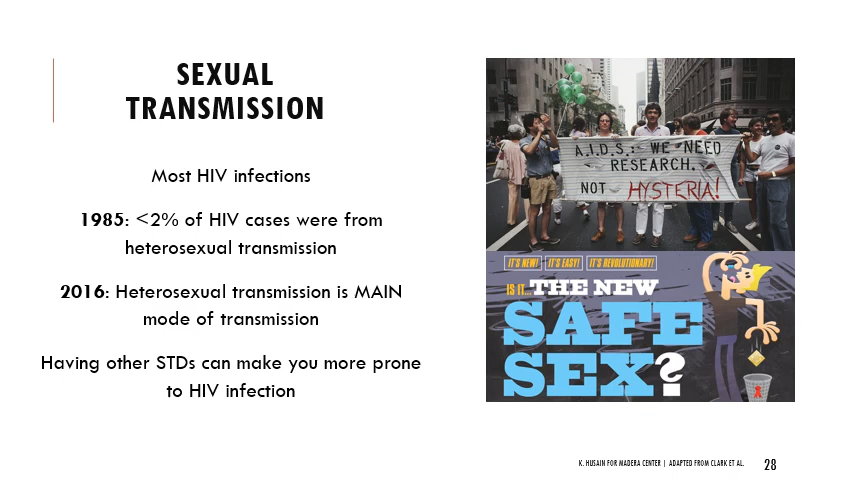 SEXUAL
TRANSMISSION
Most HIV infections
1985: <2% of HIV cases were from
heterosexual transmission
2016: Heterosexual transmission is MAIN
mode of transmission
Having other STDs can make you more prone
to HIV infection
A.I.D.S.: WE NEED
RESEARCH,
NOT HYSTERIA!
IT'S NEW! IT'S EASY! IT'S REVOLUTIONARY!
IS IT...THE NEW
SAFE
SEX?
K. HUSAIN FOR MADERA CENTER | ADAPTED FROM CLARK ET AL. 28